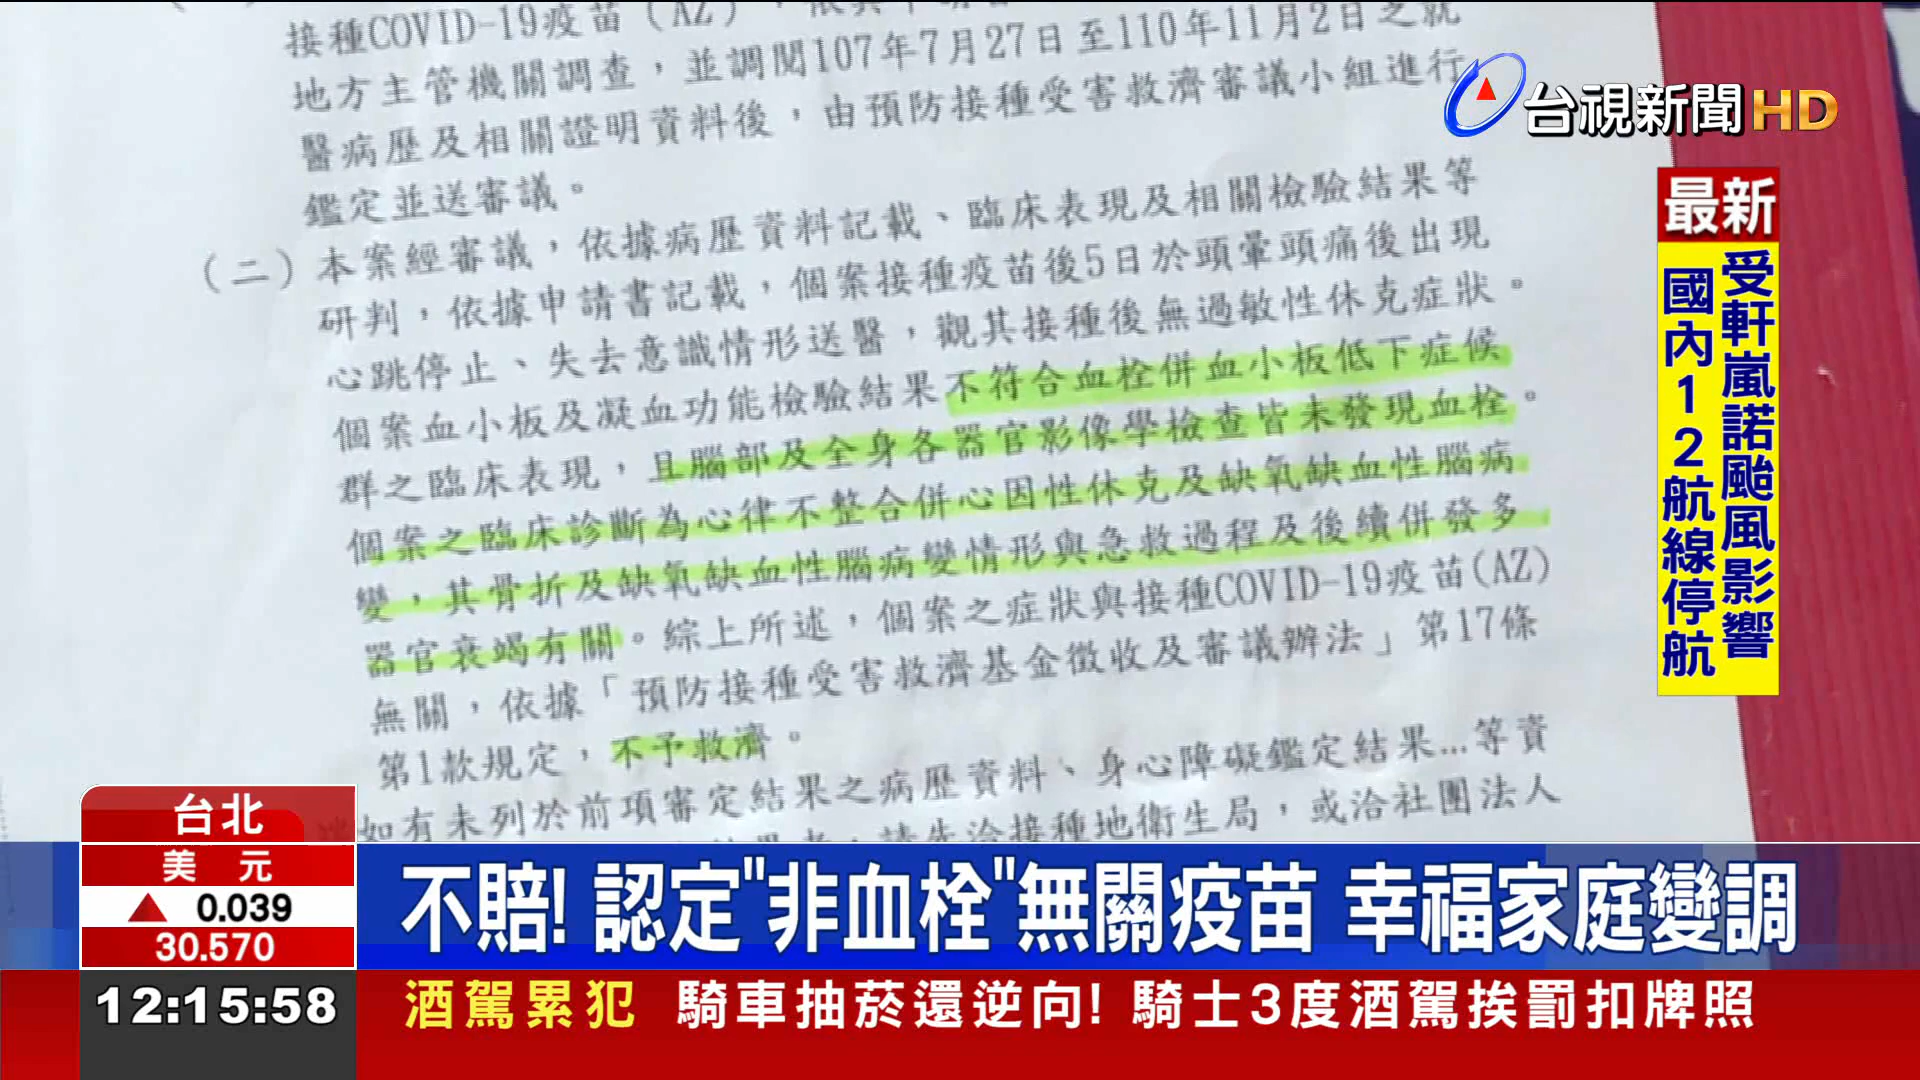 接種COVID-19疫苗(AZ),依其申請
地方主管機關調查,並調閱107年7月27日至110年11月2日之就
醫病歷及相關證明資料後,由預防接種受害救濟審議小組進行
鑑定並送審議。
(二)本案經審議,依據病歷資料記載、臨床表現及相關檢驗結果等
研判,依據申請書記載,個案接種疫苗後5日於頭暈頭痛後出現
心跳停止、失去意識情形送醫,觀其接種後無過敏性休克症狀。
個案血小板及凝血功能檢驗結果不符合血栓併血小板低下症候
群之臨床表現,且腦部及全身各器官影像學檢查皆未發現血栓。
個案之臨床診斷為心律不整合併心因性休克及缺氧缺血性腦病
變,其骨折及缺氧缺血性腦病變情形與急救過程及後續併發多
器官衰竭有關。綜上所述,個案之症狀與接種COVID-19疫苗(AZ)
無關,依據「預防接種受害救濟基金徵收及審議辦法」第17條
第1款規定,不予救濟。
如有未列於前項審定結果之病歷資料、身心障礙鑑定結果...等資
請先洽接種地衛生局,或洽社團法人
台視新聞HD
最新
受軒嵐諾颱風影響
國內12航線停航
台北
美元
▲ 0.039
30.570
12:15:58
不賠!認定"非血栓"無關疫苗 幸福家庭變調
酒駕累犯 騎車抽菸還逆向!騎士3度酒駕挨罰扣牌照